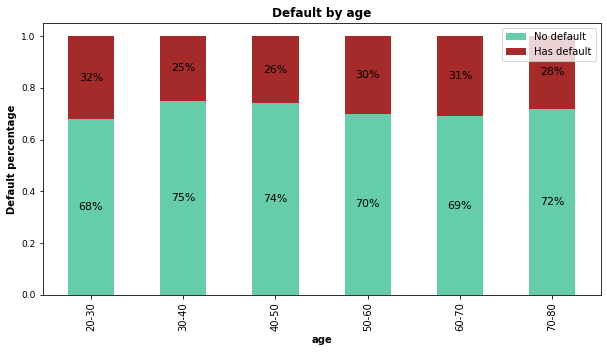 Default by age
No default
Has default
Default percentage
1.0
0.8
0.6
0.4
0.2
0.0
32% 25% 26% 30% 31% 28%
68% 75% 74% 70% 69% 72%
20-30 30-40 40-50 50-60 60-70 70-80
age